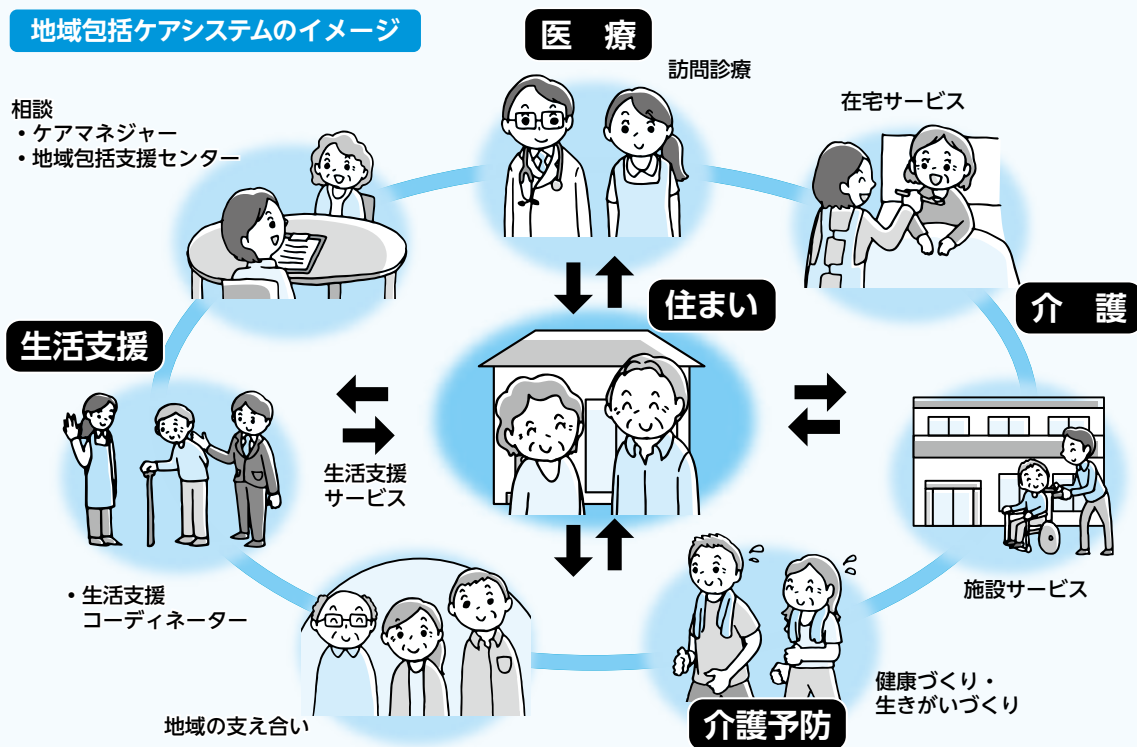 地域包括ケアシステムのイメージ
医　療
訪問診療
在宅サービス
相談
・ケアマネジャー
・地域包括支援センター
住まい
介　護
生活支援
生活支援
サービス
・生活支援
コーディネーター
施設サービス
健康づくり・
生きがいづくり
介護予防
地域の支え合い